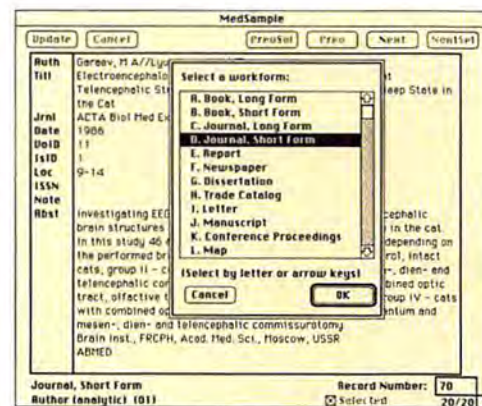 MedSample
Update Cancel PrevSel Prev Next NextSel
Auth Garaev, M A//Lyu
Titl Electroencephalo
Telencephalic Str eep State in
the Cat
Jrnl ACTA Biol Med Ex
Date 1986
VolD 11
IsID 1
Loc 9-14
ISSN
Note
Abst Investigating EEG cephalic
brain structures in the cat.
In this study 46 depending on
the performed br rol, intact
cats, group II - c -, dien- and
telencephalic com bined optic
tract, olfactive t roup IV - cats
with combined op entum and
mesen-, dien- and telencephalic commissurotomy
Brain Inst., FRCPH, Acad. Med. Sci., Moscow, USSR
ABMED
Select a workform:
A. Book, Long Form
B. Book, Short Form
C. Journal, Long Form
D. Journal, Short Form
E. Report
F. Newspaper
G. Dissertation
H. Trade Catalog
I. Letter
J. Manuscript
K. Conference Proceedings
L. Map
(Select by letter or arrow keys)
Cancel OK
Journal, Short Form Record Number: 70
Author (analytic) (01) Selected 20/20